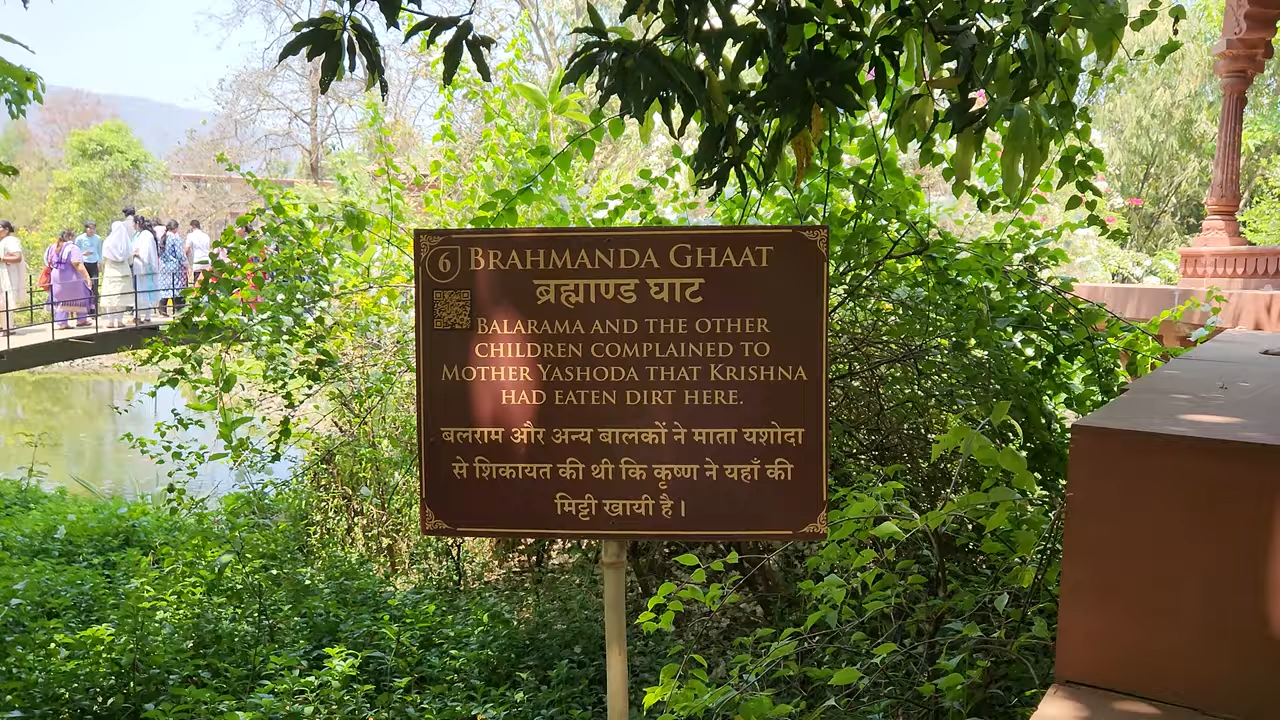 6 BRAHMANDA GHAAT
ब्रह्माण्ड घाट
BALARAMA AND THE OTHER
CHILDREN COMPLAINED TO
MOTHER YASHODA THAT KRISHNA
HAD EATEN DIRT HERE.
बलराम और अन्य बालकों ने माता यशोदा
से शिकायत की थी कि कृष्ण ने यहाँ की
मिट्टी खायी है।